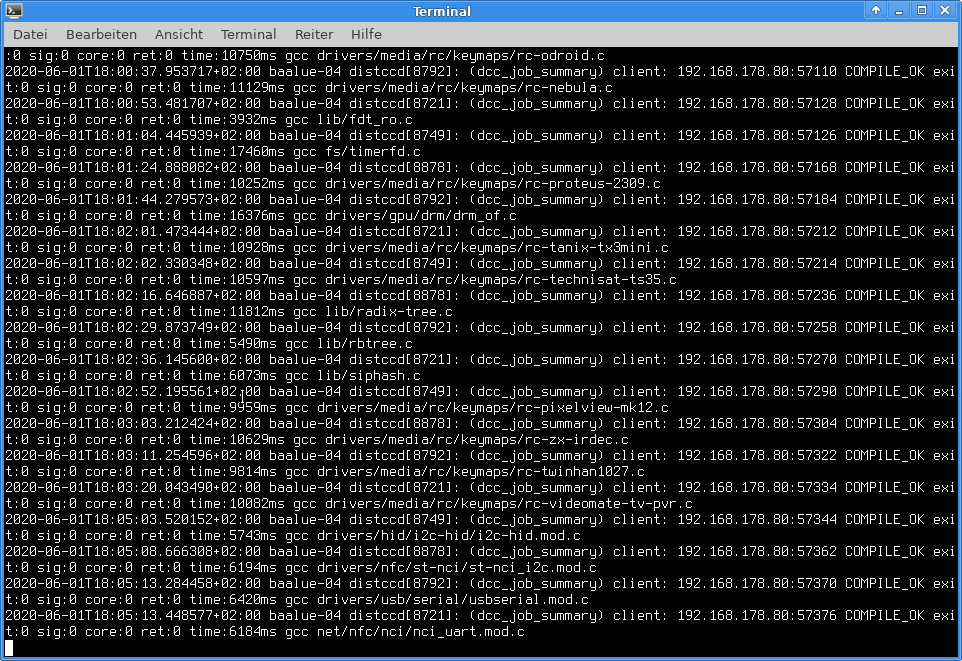 Terminal
Datei Bearbeiten Ansicht Terminal Reiter Hilfe
:0 sig:0 core:0 ret:0 time:10750ms gcc drivers/media/rc/keymaps/rc-odroid.c
2020-06-01T18:00:37.953717+02:00 baalue-04 distccd[8792]: (dcc_job_summary) client: 192.168.178.80:57110 COMPILE_OK exi
t:0 sig:0 core:0 ret:0 time:11129ms gcc drivers/media/rc/keymaps/rc-nebula.c
2020-06-01T18:00:53.481707+02:00 baalue-04 distccd[8721]: (dcc_job_summary) client: 192.168.178.80:57128 COMPILE_OK exi
t:0 sig:0 core:0 ret:0 time:3932ms gcc lib/fdt_ro.c
2020-06-01T18:01:04.445939+02:00 baalue-04 distccd[8749]: (dcc_job_summary) client: 192.168.178.80:57126 COMPILE_OK exi
t:0 sig:0 core:0 ret:0 time:17460ms gcc fs/timerfd.c
2020-06-01T18:01:24.888082+02:00 baalue-04 distccd[8878]: (dcc_job_summary) client: 192.168.178.80:57168 COMPILE_OK exi
t:0 sig:0 core:0 ret:0 time:10252ms gcc drivers/media/rc/keymaps/rc-proteus-2309.c
2020-06-01T18:01:44.279573+02:00 baalue-04 distccd[8792]: (dcc_job_summary) client: 192.168.178.80:57184 COMPILE_OK exi
t:0 sig:0 core:0 ret:0 time:16376ms gcc drivers/gpu/drm/drm_of.c
2020-06-01T18:02:01.473444+02:00 baalue-04 distccd[8721]: (dcc_job_summary) client: 192.168.178.80:57212 COMPILE_OK exi
t:0 sig:0 core:0 ret:0 time:10928ms gcc drivers/media/rc/keymaps/rc-tanix-tx3mini.c
2020-06-01T18:02:02.330348+02:00 baalue-04 distccd[8749]: (dcc_job_summary) client: 192.168.178.80:57214 COMPILE_OK exi
t:0 sig:0 core:0 ret:0 time:10597ms gcc drivers/media/rc/keymaps/rc-technisat-ts35.c
2020-06-01T18:02:16.646887+02:00 baalue-04 distccd[8878]: (dcc_job_summary) client: 192.168.178.80:57236 COMPILE_OK exi
t:0 sig:0 core:0 ret:0 time:11812ms gcc lib/radix-tree.c
2020-06-01T18:02:29.873749+02:00 baalue-04 distccd[8792]: (dcc_job_summary) client: 192.168.178.80:57258 COMPILE_OK exi
t:0 sig:0 core:0 ret:0 time:5490ms gcc lib/rbtree.c
2020-06-01T18:02:36.145600+02:00 baalue-04 distccd[8721]: (dcc_job_summary) client: 192.168.178.80:57270 COMPILE_OK exi
t:0 sig:0 core:0 ret:0 time:6073ms gcc lib/siphash.c
2020-06-01T18:02:52.195561+02:00 baalue-04 distccd[8749]: (dcc_job_summary) client: 192.168.178.80:57290 COMPILE_OK exi
t:0 sig:0 core:0 ret:0 time:9959ms gcc drivers/media/rc/keymaps/rc-pixelview-mk12.c
2020-06-01T18:03:03.212424+02:00 baalue-04 distccd[8878]: (dcc_job_summary) client: 192.168.178.80:57304 COMPILE_OK exi
t:0 sig:0 core:0 ret:0 time:10629ms gcc drivers/media/rc/keymaps/rc-zx-irdec.c
2020-06-01T18:03:11.254596+02:00 baalue-04 distccd[8792]: (dcc_job_summary) client: 192.168.178.80:57322 COMPILE_OK exi
t:0 sig:0 core:0 ret:0 time:9814ms gcc drivers/media/rc/keymaps/rc-twinhan1027.c
2020-06-01T18:03:20.043490+02:00 baalue-04 distccd[8721]: (dcc_job_summary) client: 192.168.178.80:57334 COMPILE_OK exi
t:0 sig:0 core:0 ret:0 time:10082ms gcc drivers/media/rc/keymaps/rc-videomate-tv-pvr.c
2020-06-01T18:05:03.520152+02:00 baalue-04 distccd[8749]: (dcc_job_summary) client: 192.168.178.80:57344 COMPILE_OK exi
t:0 sig:0 core:0 ret:0 time:5743ms gcc drivers/hid/i2c-hid/i2c-hid.mod.c
2020-06-01T18:05:08.666308+02:00 baalue-04 distccd[8878]: (dcc_job_summary) client: 192.168.178.80:57362 COMPILE_OK exi
t:0 sig:0 core:0 ret:0 time:6194ms gcc drivers/nfc/st-nci/st-nci_i2c.mod.c
2020-06-01T18:05:13.284458+02:00 baalue-04 distccd[8792]: (dcc_job_summary) client: 192.168.178.80:57370 COMPILE_OK exi
t:0 sig:0 core:0 ret:0 time:6420ms gcc drivers/usb/serial/usbserial.mod.c
2020-06-01T18:05:13.448577+02:00 baalue-04 distccd[8721]: (dcc_job_summary) client: 192.168.178.80:57376 COMPILE_OK exi
t:0 sig:0 core:0 ret:0 time:6184ms gcc net/nfc/nci/nci_uart.mod.c